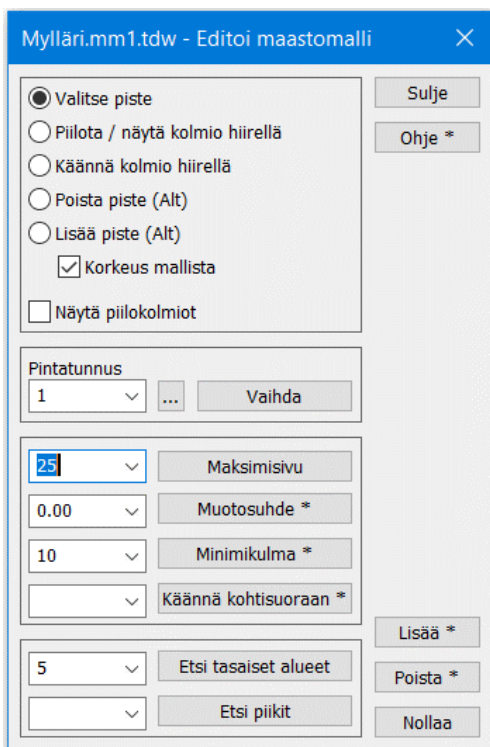 Mylläri.mm1.tdw - Editoi maastomalli
Valitse piste
Piilota / näytä kolmio hiirellä
Käännä kolmio hiirellä
Poista piste (Alt)
Lisää piste (Alt)
Korkeus mallista
Näytä piilokolmiot
Sulje
Ohje *
Pintatunnus
1 ... Vaihda
25 Maksimisivu
0.00 Muotosuhde *
10 Minimikulma *
Käännä kohtisuoraan *
5 Etsi tasaiset alueet
Etsi piikit
Lisää *
Poista *
Nollaa